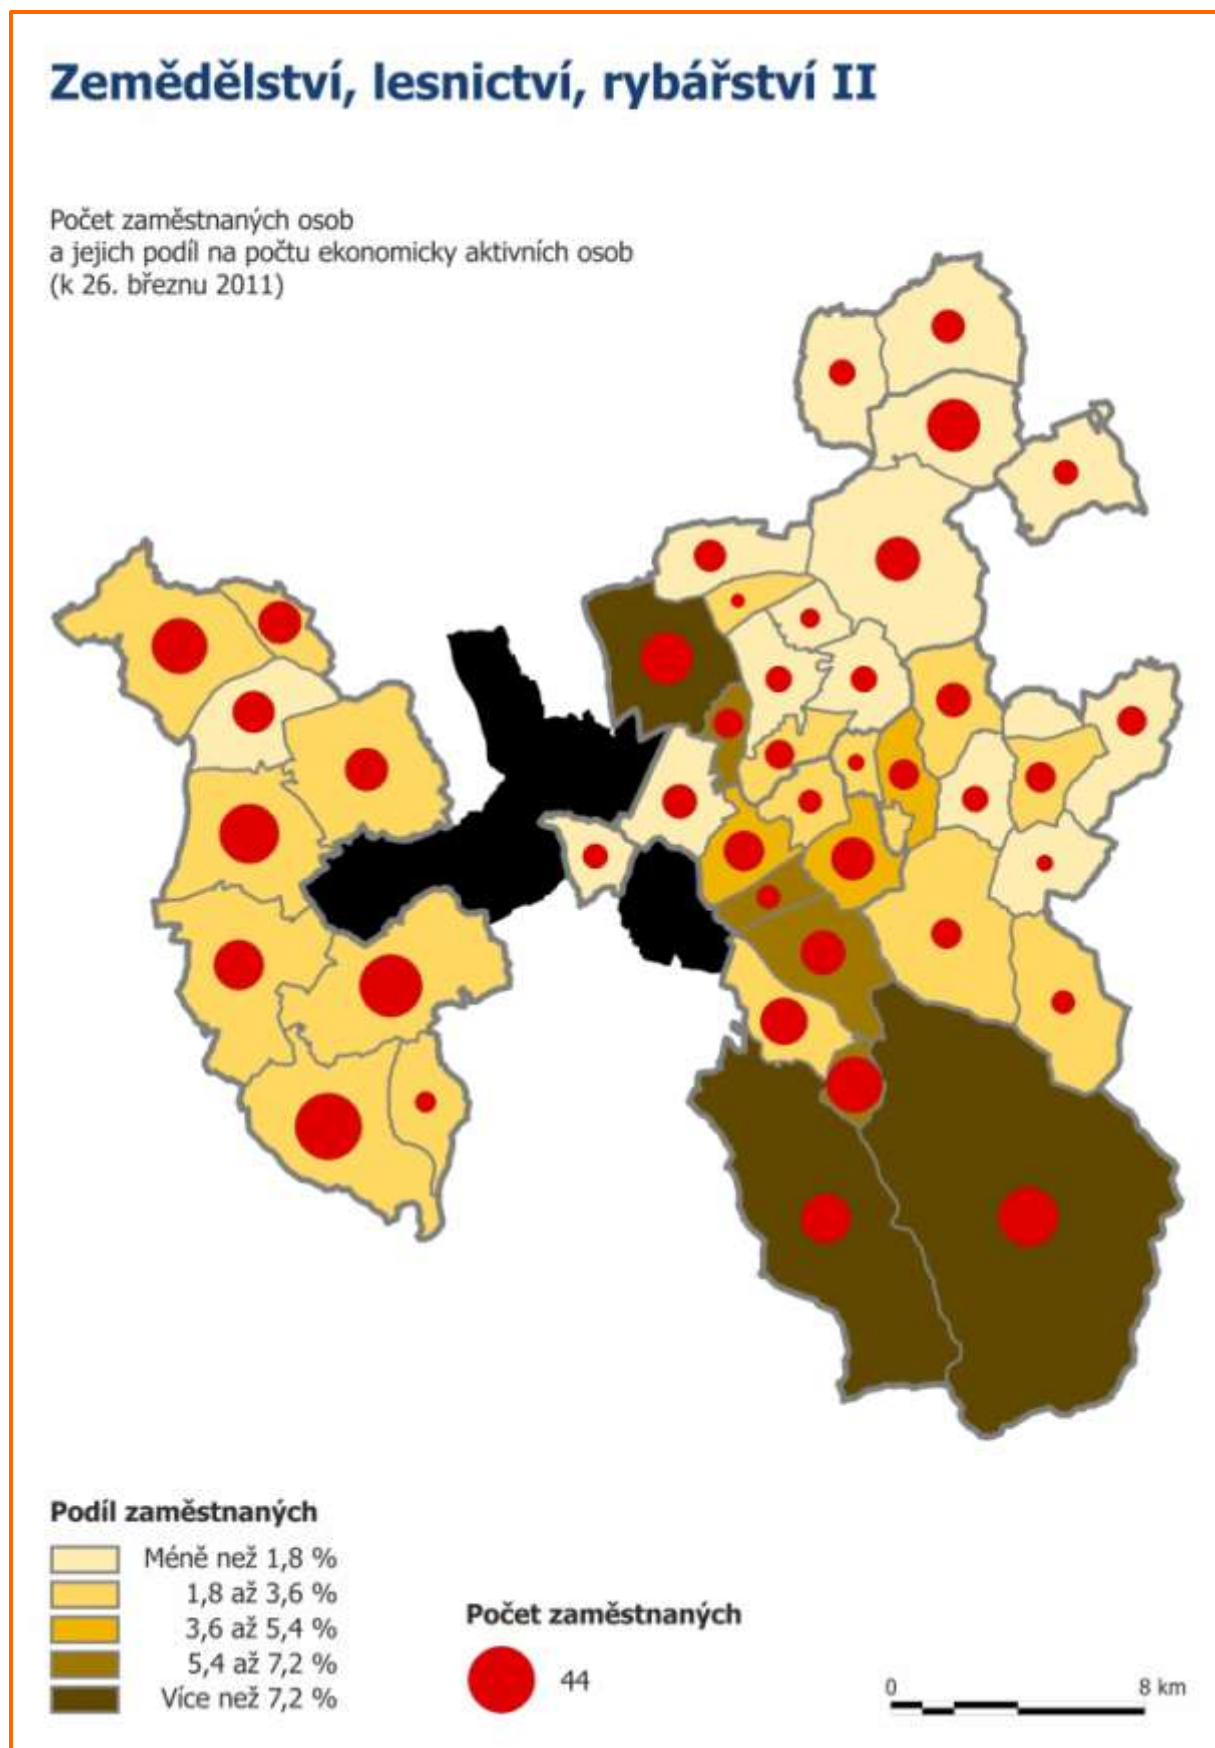 Zemědělství, lesnictví, rybářství II
Počet zaměstnaných osob
a jejich podíl na počtu ekonomicky aktivních osob
(k 26. březnu 2011)
Podíl zaměstnaných
Méně než 1,8 %
1,8 až 3,6 %
3,6 až 5,4 %
5,4 až 7,2 %
Více než 7,2 %
Počet zaměstnaných
44
0 8 km